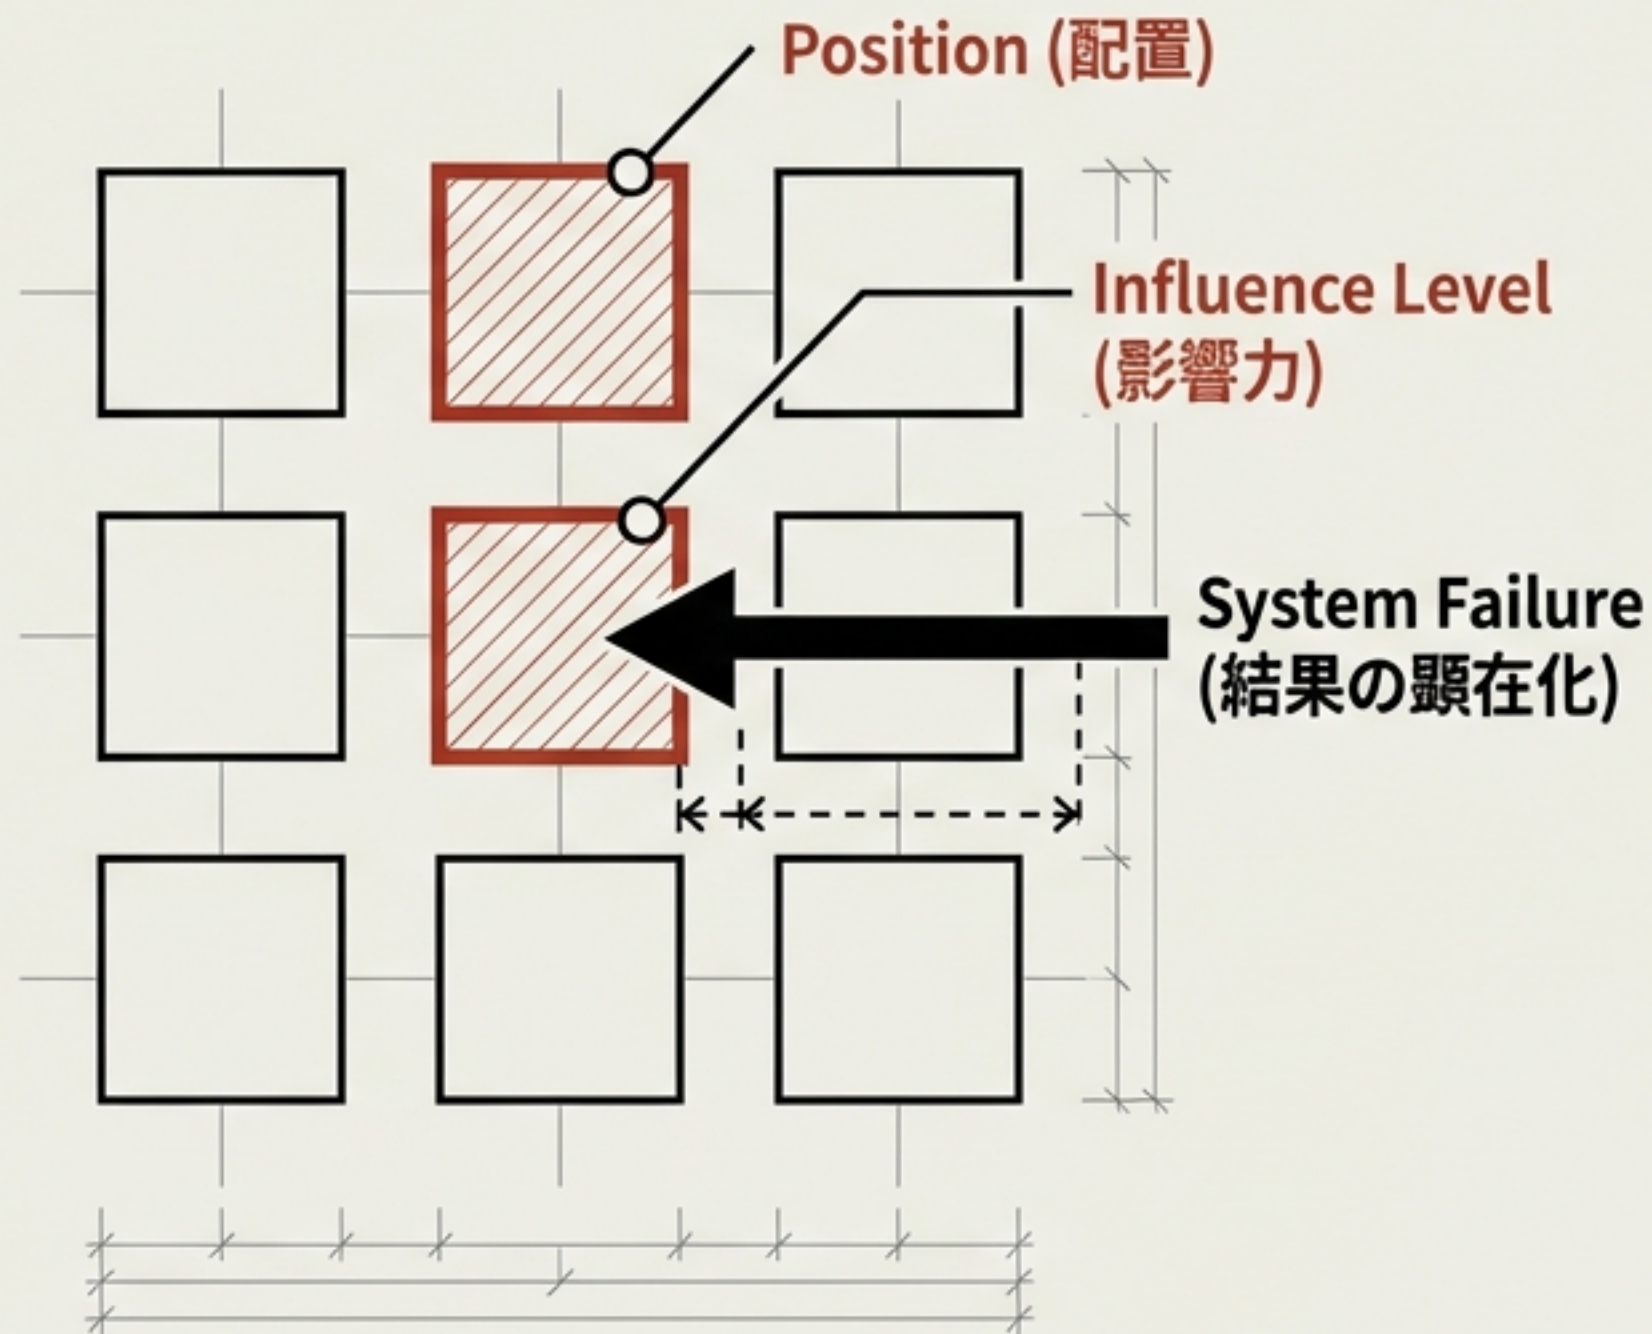 Position (配置)
Influence Level
(影響力)
System Failure
(結果の顕在化)